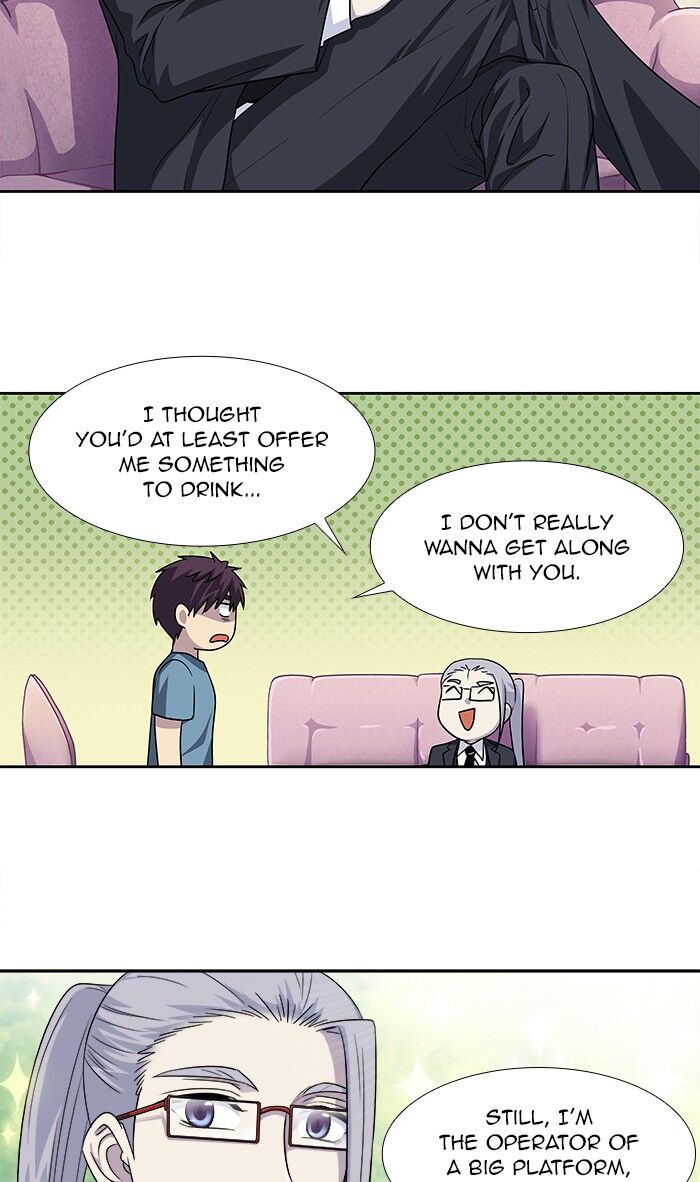 I THOUGHT
YOU'D AT LEAST OFFER
ME SOMETHING
TO DRINK...
I DON'T REALLY
WANNA GET ALONG
WITH YOU.
STILL, I'M
THE OPERATOR OF
A BIG PLATFORM,